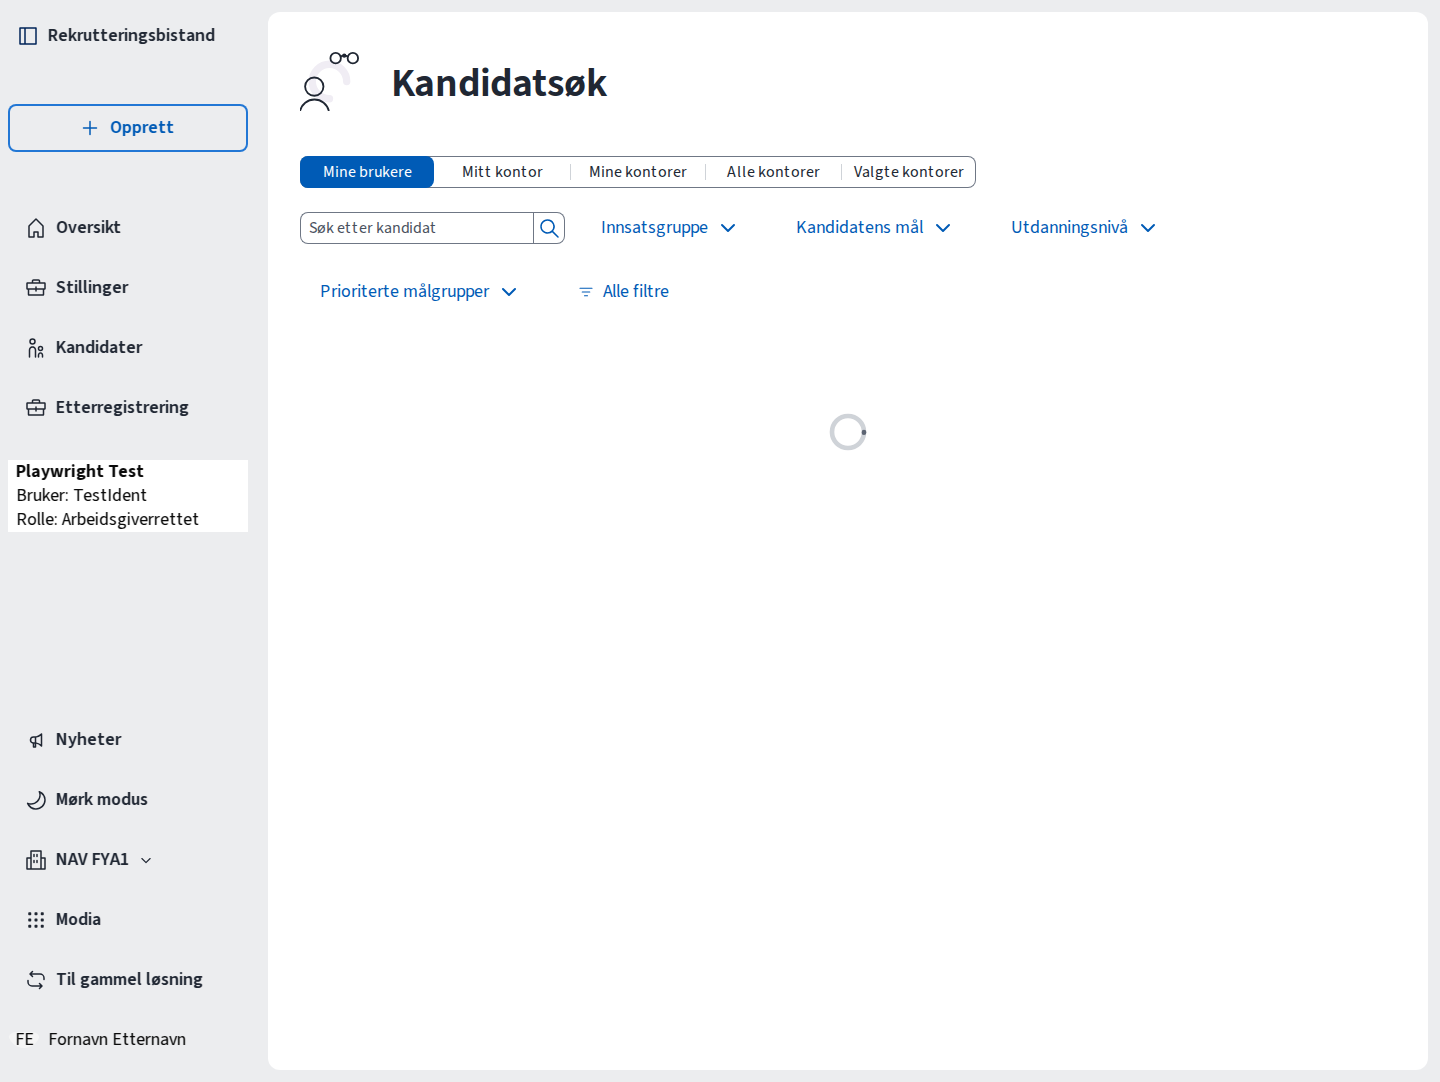 Rekrutteringsbistand
Opprett
Oversikt
Stillinger
Kandidater
Etterregistrering
Playwright Test
Bruker: TestIdent
Rolle: Arbeidsgiverrettet
Nyheter
Mørk modus
NAV FYA1
Modia
Til gammel løsning
FE Fornavn Etternavn
Kandidatsøk
Mine brukere Mitt kontor Mine kontorer Alle kontorer Valgte kontorer
Søk etter kandidat Innsatsgruppe Kandidatens mål Utdanningsnivå
Prioriterte målgrupper Alle filtre